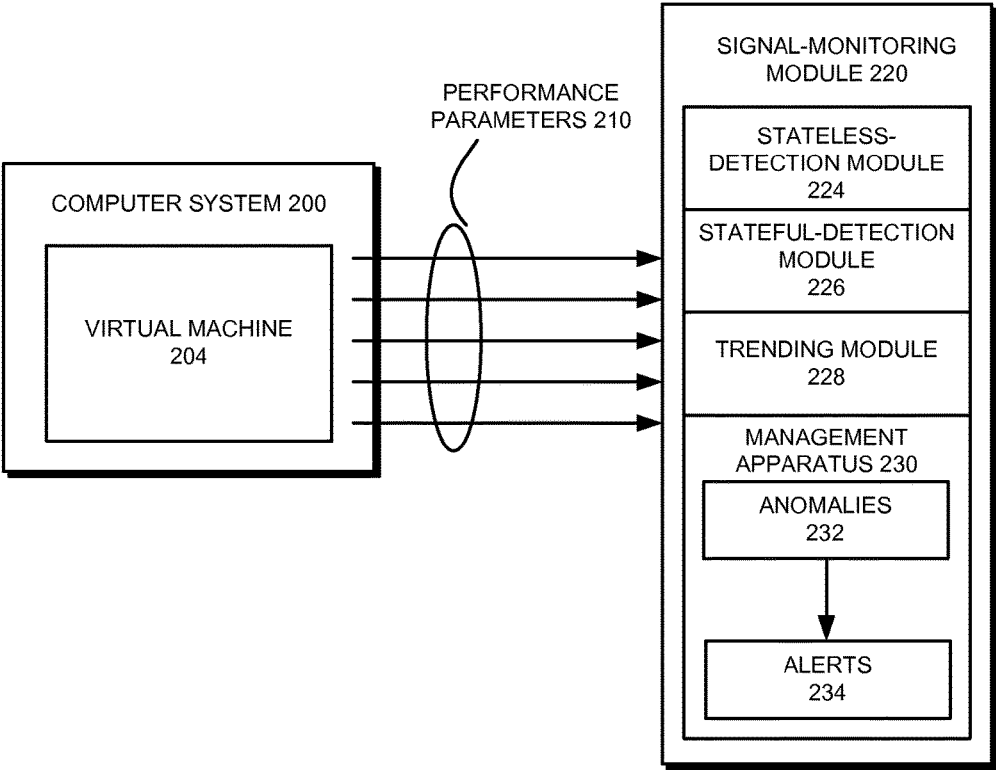 COMPUTER SYSTEM 200
VIRTUAL MACHINE
204
PERFORMANCE
PARAMETERS 210
SIGNAL-MONITORING
MODULE 220
STATELESS-
DETECTION MODULE
224
STATEFUL-DETECTION
MODULE
226
TRENDING MODULE
228
MANAGEMENT
APPARATUS 230
ANOMALIES
232
ALERTS
234